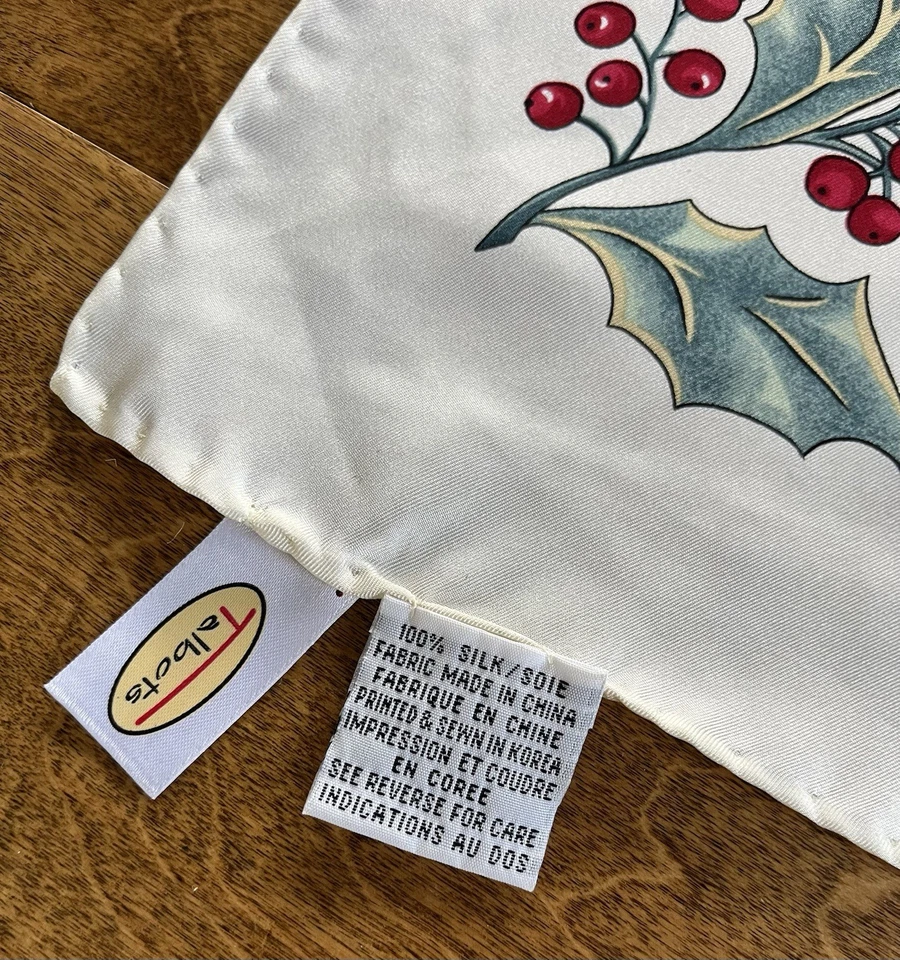 Talbots
100% SILK/SOIE
FABRIC MADE IN CHINA
FABRIQUE EN CHINE
PRINTED & SEWN IN KOREA
IMPRESSION ET COUDRE
EN COREE
SEE REVERSE FOR CARE
INDICATIONS AU DOS